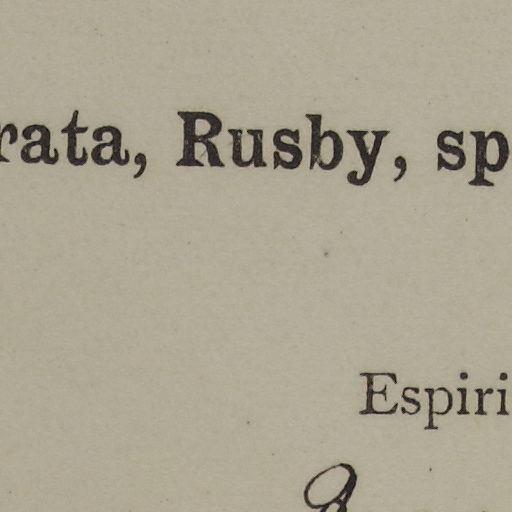 rata, Rusby, sp
Espiri